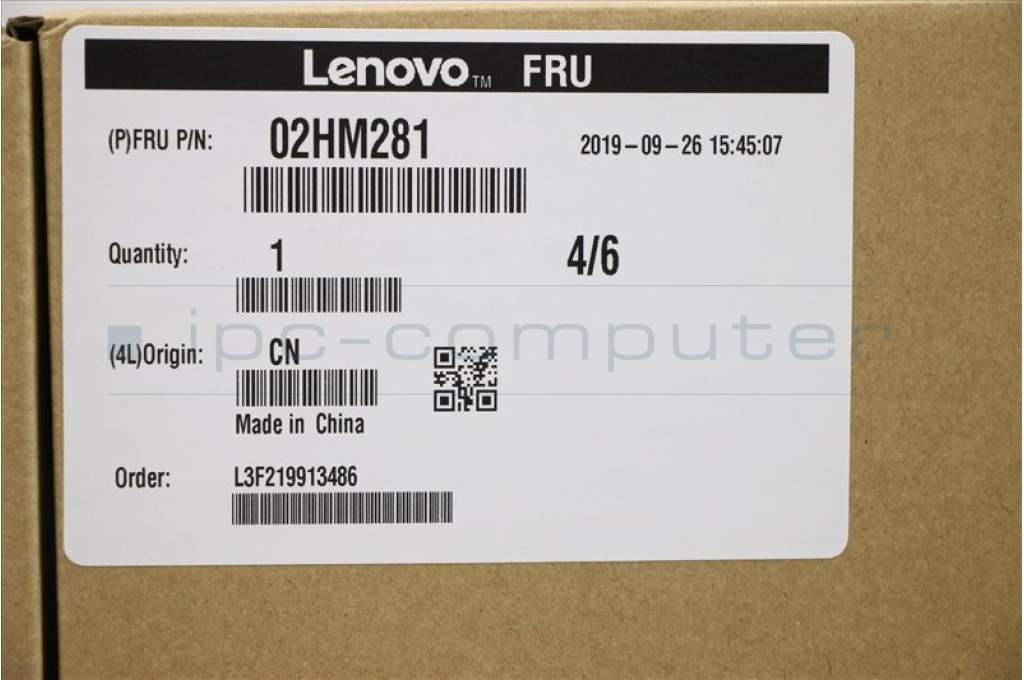 Lenovo™ FRU
(P)FRU P/N: 02HM281 2019-09-26 15:45:07
Quantity: 1 4/6
ipc-computer
(4L)Origin: CN
Made in China
Order: L3F219913486